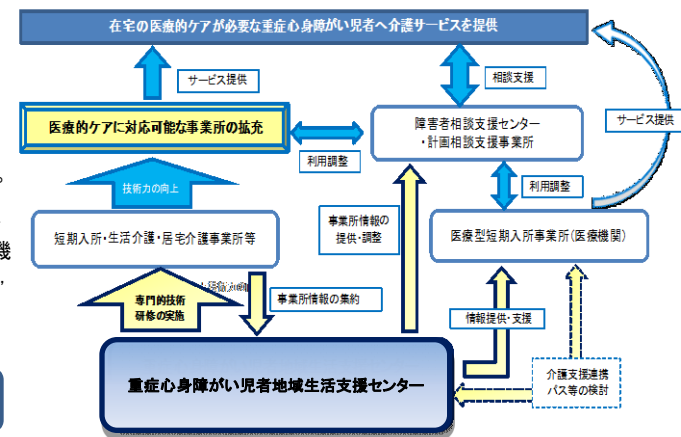 在宅の医療的ケアが必要な重症心身障がい児者へ介護サービスを提供
サービス提供
相談支援
医療的ケアに対応可能な事業所の拡充
障害者相談支援センター
・計画相談支援事業所
サービス提供
利用調整
技術力の向上
利用調整
。
短期入所・生活介護・居宅介護事業所等
事業所情報の
提供・調整
医療型短期入所事業所(医療機関)
機
専門的技術
研修の実施
事業所情報の集約
情報提供・支援
重症心身障がい児者地域生活支援センター
介護支援連携
パス等の検討